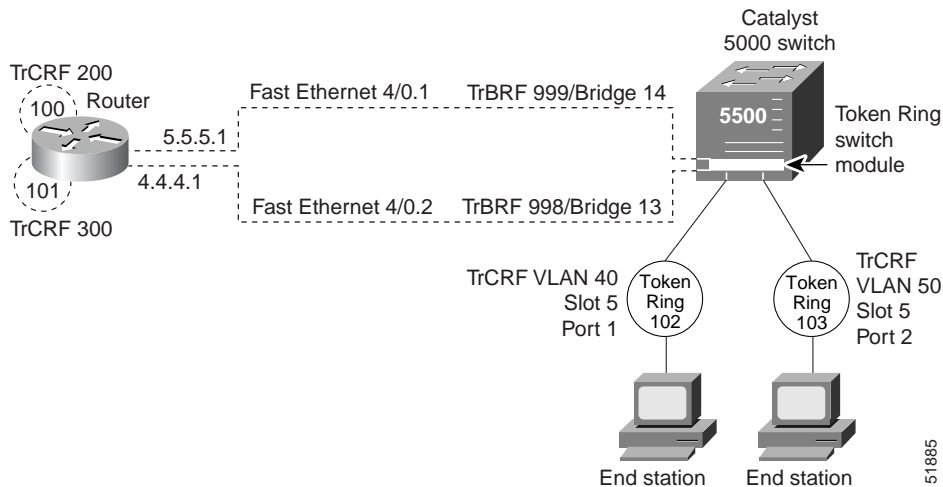 Catalyst
5000 switch
TrCRF 200
100
Router
Fast Ethernet 4/0.1
TrBRF 999/Bridge 14
5500
Token Ring
switch
module
5.5.5.1
4.4.4.1
101
TrCRF 300
Fast Ethernet 4/0.2
TrBRF 998/Bridge 13
TrCRF VLAN 40
Slot 5
Port 1
Token
Ring
102
Token
Ring
103
TrCRF
VLAN 50
Slot 5
Port 2
End station
End station
51885